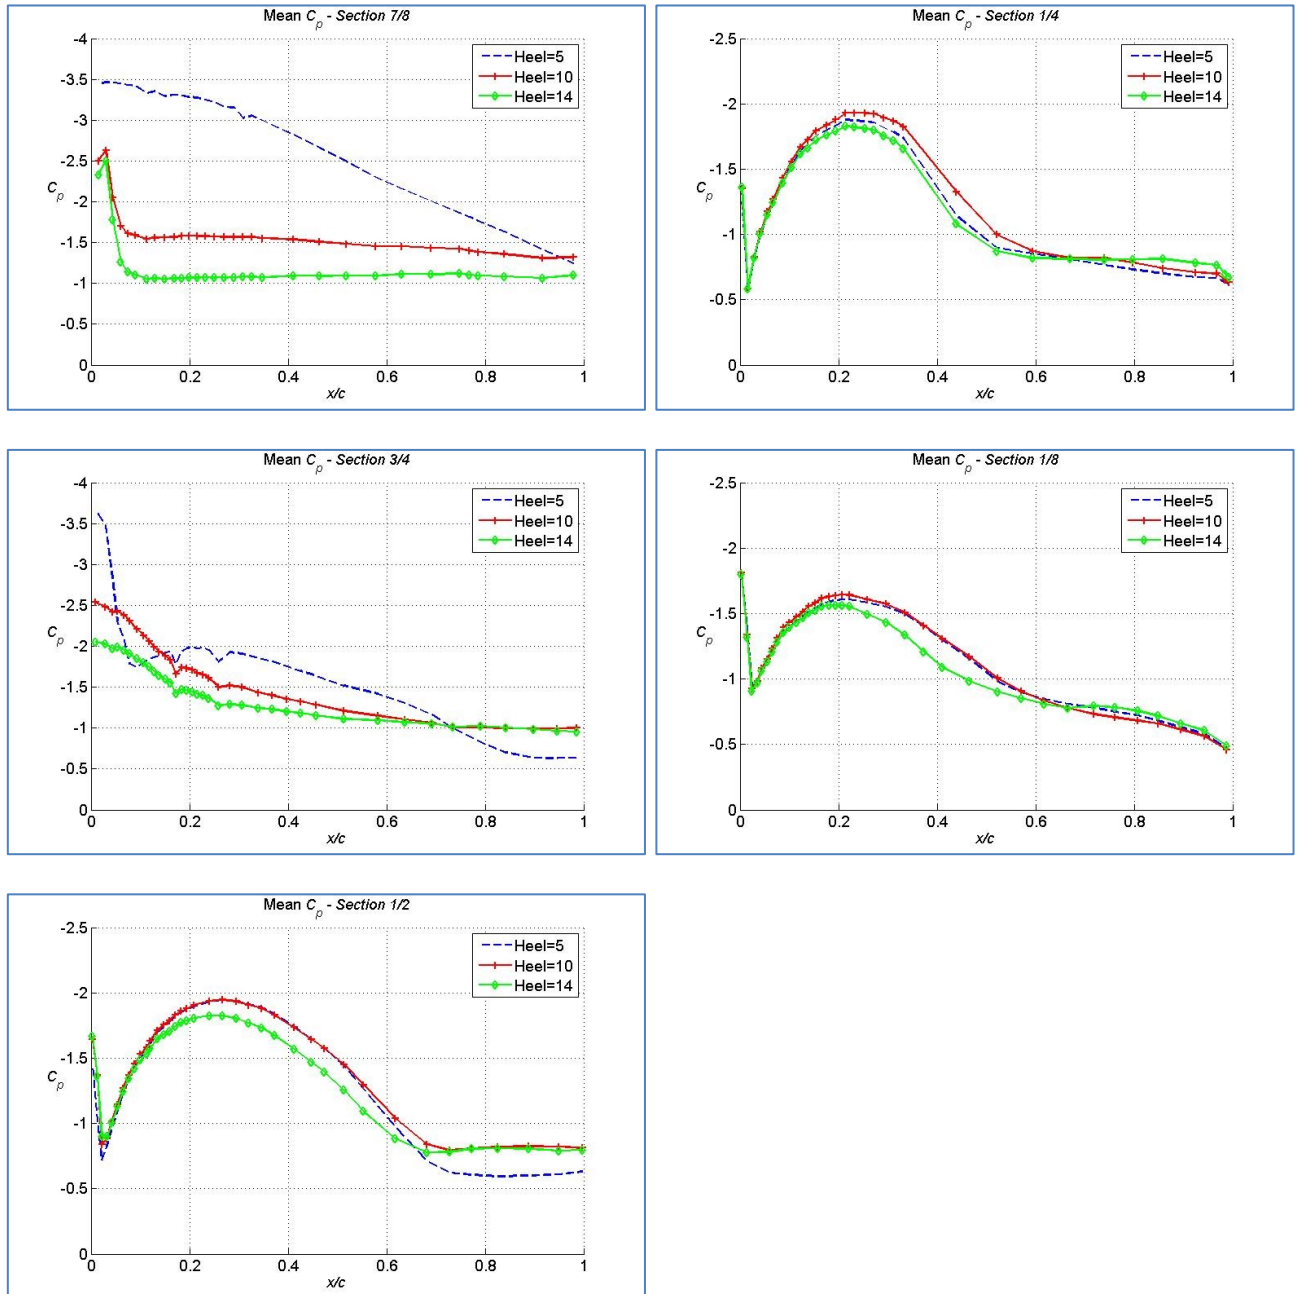 Mean Cp - Section 7/8
-4
-3.5
-3
-2.5
-2
-1.5
-1
-0.5
0
Cp
0 0.2 0.4 0.6 0.8 1
x/c
Heel=5
Heel=10
Heel=14
Mean Cp - Section 1/4
-2.5
-2
-1.5
-1
-0.5
0
Cp
0 0.2 0.4 0.6 0.8 1
x/c
Heel=5
Heel=10
Heel=14
Mean Cp - Section 3/4
-4
-3.5
-3
-2.5
-2
-1.5
-1
-0.5
0
Cp
0 0.2 0.4 0.6 0.8 1
x/c
Heel=5
Heel=10
Heel=14
Mean Cp - Section 1/8
-2.5
-2
-1.5
-1
-0.5
0
Cp
0 0.2 0.4 0.6 0.8 1
x/c
Heel=5
Heel=10
Heel=14
Mean Cp - Section 1/2
-2.5
-2
-1.5
-1
-0.5
0
Cp
0 0.2 0.4 0.6 0.8 1
x/c
Heel=5
Heel=10
Heel=14